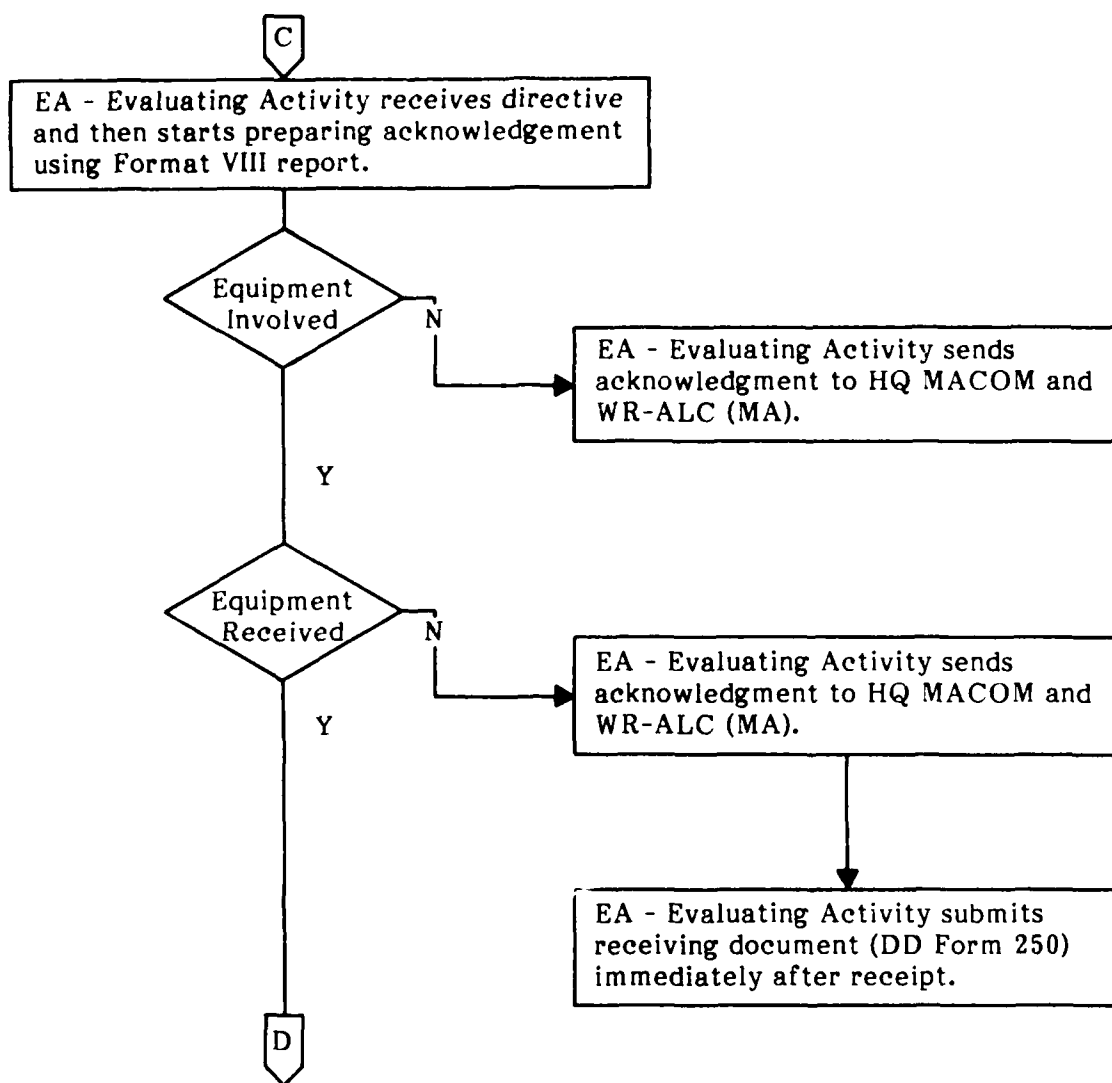 C
EA - Evaluating Activity receives directive
and then starts preparing acknowledgement
using Format VIII report.
Equipment
Involved
N
EA - Evaluating Activity sends
acknowledgment to HQ MACOM and
WR-ALC (MA).
Y
Equipment
Received
N
EA - Evaluating Activity sends
acknowledgment to HQ MACOM and
WR-ALC (MA).
Y
EA - Evaluating Activity submits
receiving document (DD Form 250)
immediately after receipt.
D